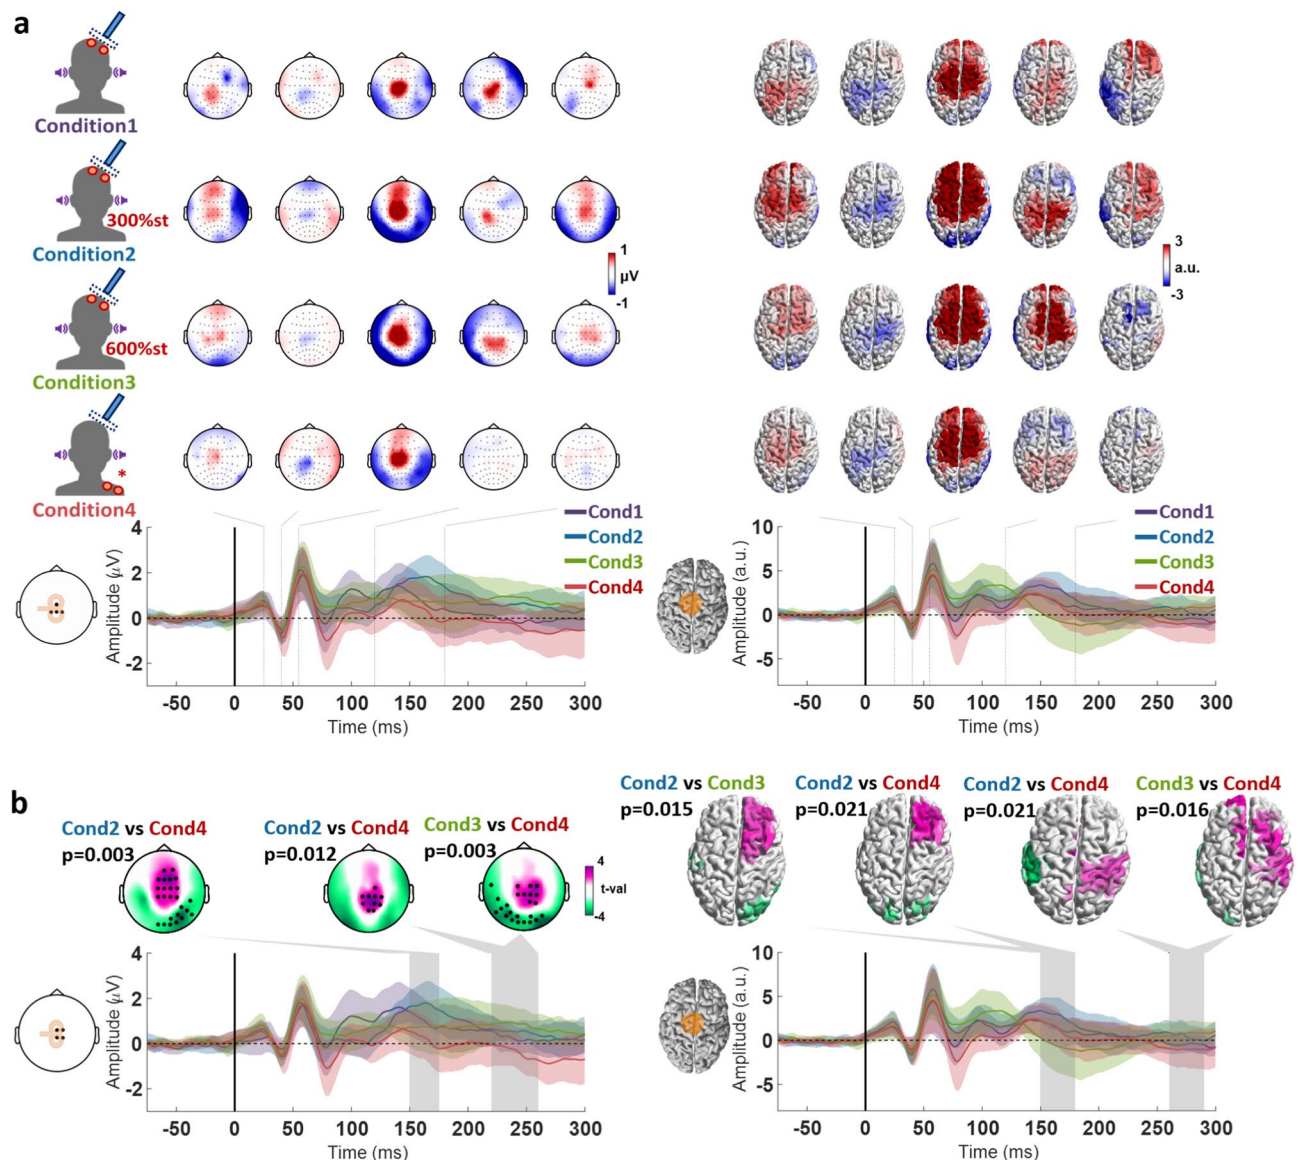 a
Condition1
300%st
Condition2
600%st
Condition3
*
Condition4
1
µV
-1
3
a.u.
-3
Cond1
Cond2
Cond3
Cond4
Amplitude (µV)
4
2
0
-2
-50 0 50 100 150 200 250 300
Time (ms)
Cond1
Cond2
Cond3
Cond4
Amplitude (a.u.)
10
5
0
-5
-50 0 50 100 150 200 250 300
Time (ms)
b
Cond2 vs Cond4
p=0.003
Cond2 vs Cond4
p=0.012
Cond3 vs Cond4
p=0.003
4
t-val
-4
Cond2 vs Cond3
p=0.015
Cond2 vs Cond4
p=0.021
Cond2 vs Cond4
p=0.021
Cond3 vs Cond4
p=0.016
Amplitude (µV)
4
2
0
-2
-50 0 50 100 150 200 250 300
Time (ms)
Amplitude (a.u.)
10
5
0
-5
-50 0 50 100 150 200 250 300
Time (ms)